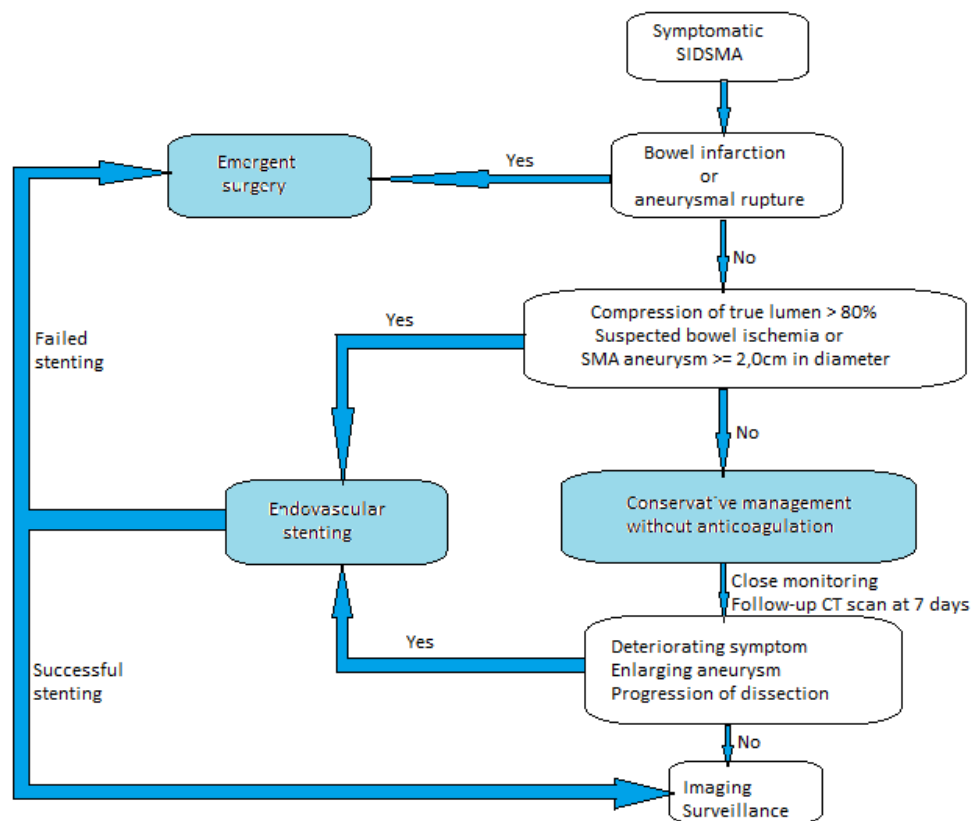 Symptomatic
SIDSMA
Emergent
surgery
Yes
Bowel infarction
or
aneurysmal rupture
No
Compression of true lumen > 80%
Suspected bowel ischemia or
SMA aneurysm >= 2,0cm in diameter
Yes
Failed
stenting
No
Endovascular
stenting
Conservative management
without anticoagulation
Close monitoring
Follow-up CT scan at 7 days
Yes
Deteriorating symptom
Enlarging aneurysm
Progression of dissection
Successful
stenting
No
Imaging
Surveillance